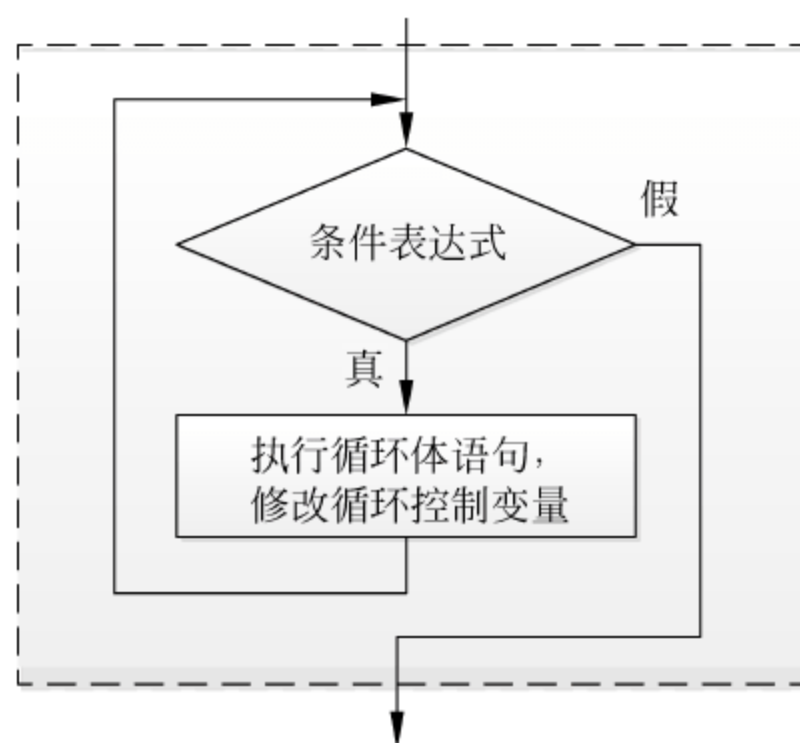 假
条件表达式
真
执行循环体语句，
修改循环控制变量